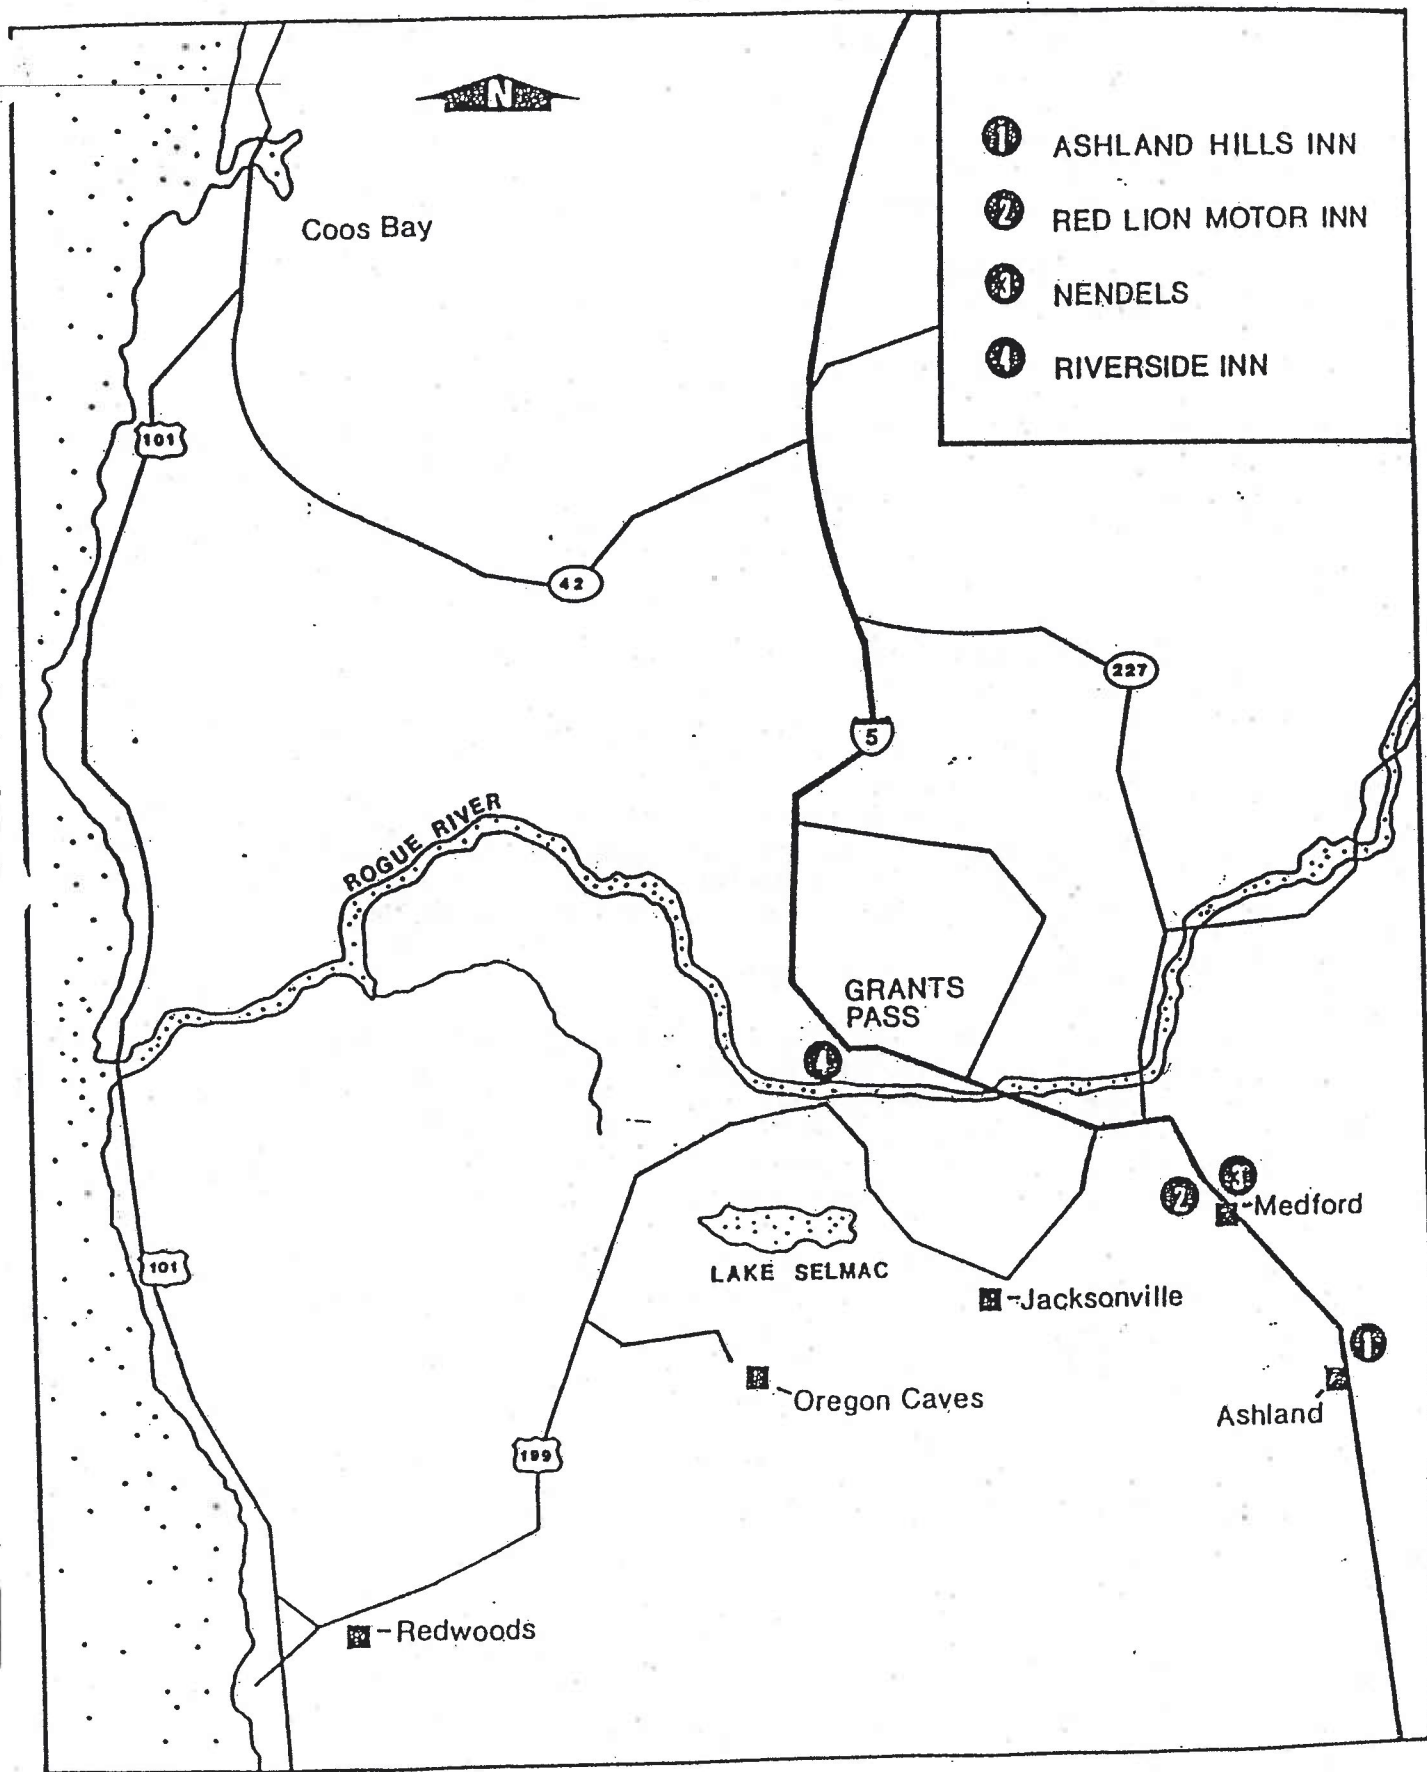 N
1 ASHLAND HILLS INN
2 RED LION MOTOR INN
3 NENDELS
4 RIVERSIDE INN
Coos Bay
101
42
227
5
ROGUE RIVER
GRANTS
PASS
4
3
2
-Medford
101
LAKE SELMAC
-Jacksonville
1
-Oregon Caves
Ashland
199
-Redwoods